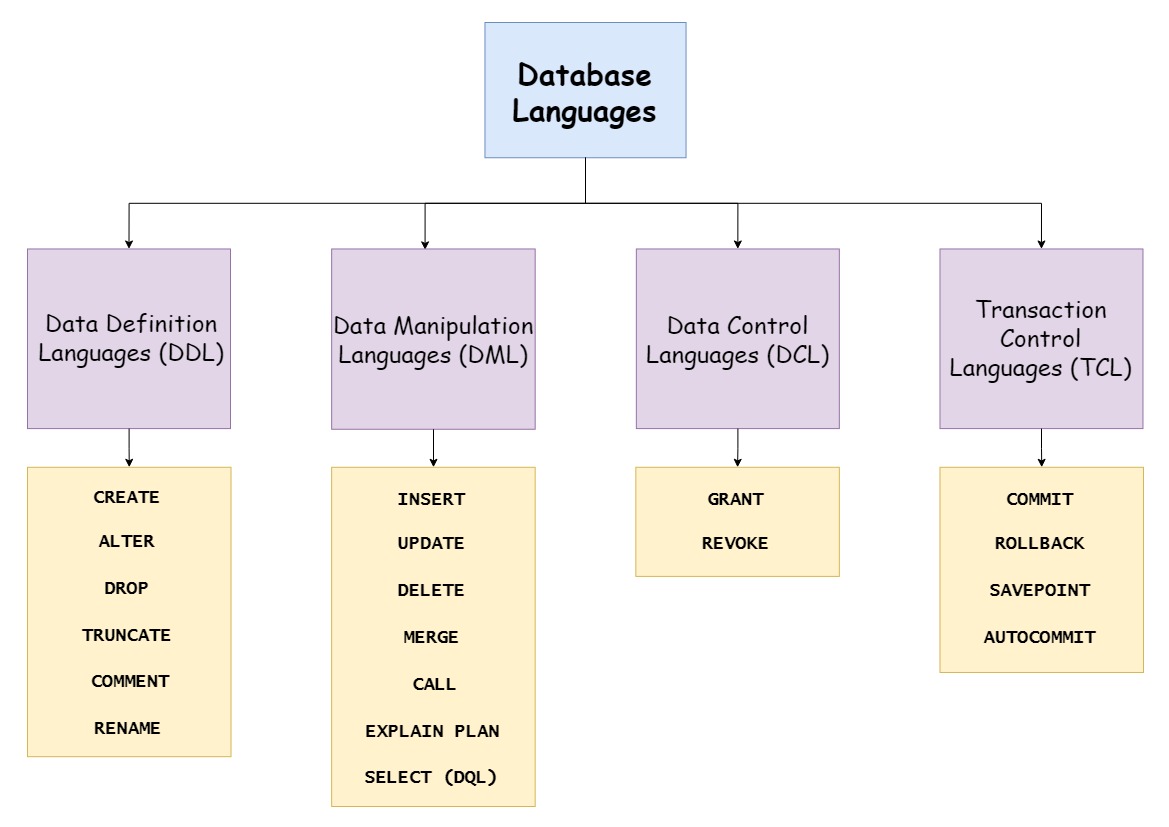 Database
Languages
Data Definition
Languages (DDL)
Data Manipulation
Languages (DML)
Data Control
Languages (DCL)
Transaction
Control
Languages (TCL)
CREATE
ALTER
DROP
TRUNCATE
COMMENT
RENAME
INSERT
UPDATE
DELETE
MERGE
CALL
EXPLAIN PLAN
SELECT (DQL)
GRANT
REVOKE
COMMIT
ROLLBACK
SAVEPOINT
AUTOCOMMIT